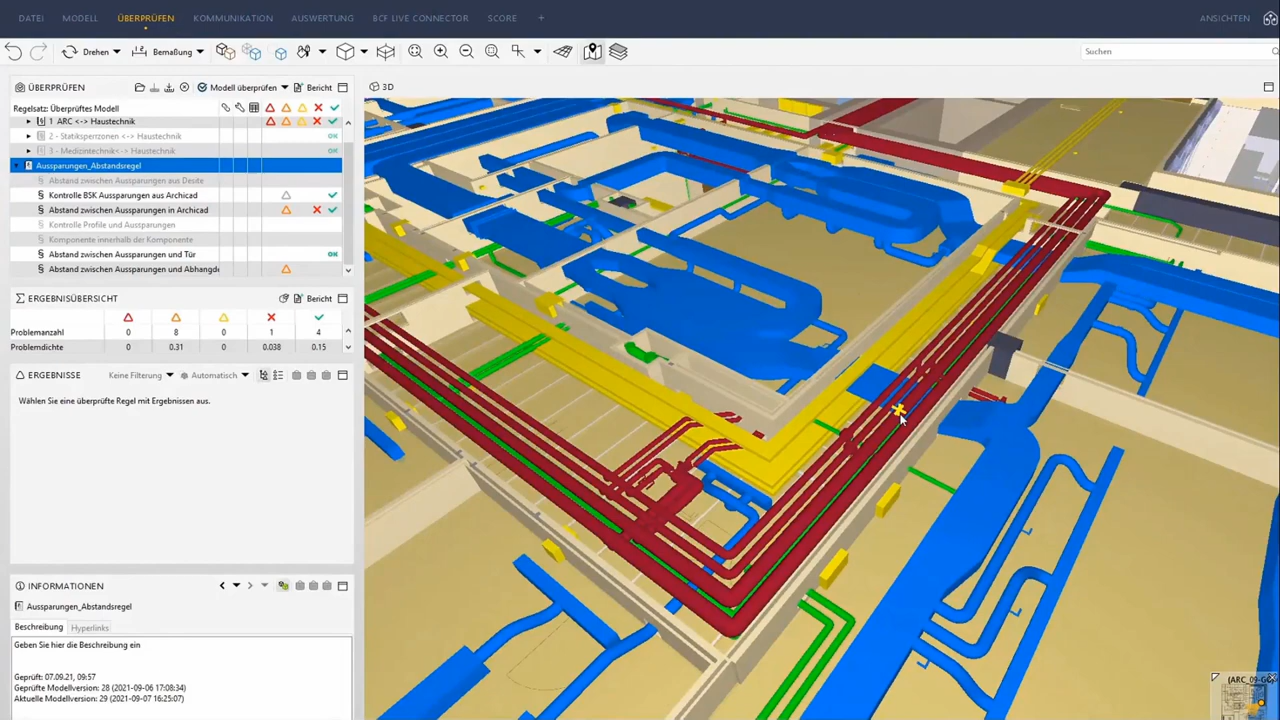 DATEI MODELL ÜBERPRÜFEN KOMMUNIKATION AUSWERTUNG BCF LIVE CONNECTOR SCORE + ANSICHTEN
Drehen Bemaßung Suchen
ÜBERPRÜFEN Modell überprüfen Bericht
3D
Regelsatz: Überprüftes Modell
1 ARC <-> Haustechnik
2 - Statiksperrzonen <-> Haustechnik OK
3 - Medizintechnik<-> Haustechnik OK
Aussparungen_Abstandsregel
§ Abstand zwischen Aussparungen aus Desite
§ Kontrolle BSK Aussparungen aus Archicad
§ Abstand zwischen Aussparungen in Archicad
§ Kontrolle Profile und Aussparungen
§ Komponente innerhalb der Komponente
§ Abstand zwischen Aussparungen und Tür OK
§ Abstand zwischen Aussparungen und Abhangde
ERGEBNISÜBERSICHT Bericht
Problemanzahl 0 8 0 1 4
Problemdichte 0 0.31 0 0.038 0.15
ERGEBNISSE Keine Filterung Automatisch
Wählen Sie eine überprüfte Regel mit Ergebnissen aus.
INFORMATIONEN
Aussparungen_Abstandsregel
Beschreibung Hyperlinks
Geben Sie hier die Beschreibung ein
Geprüft: 07.09.21, 09:57
Geprüfte Modellversion: 28 (2021-09-06 17:08:34)
Aktuelle Modellversion: 29 (2021-09-07 16:25:07)